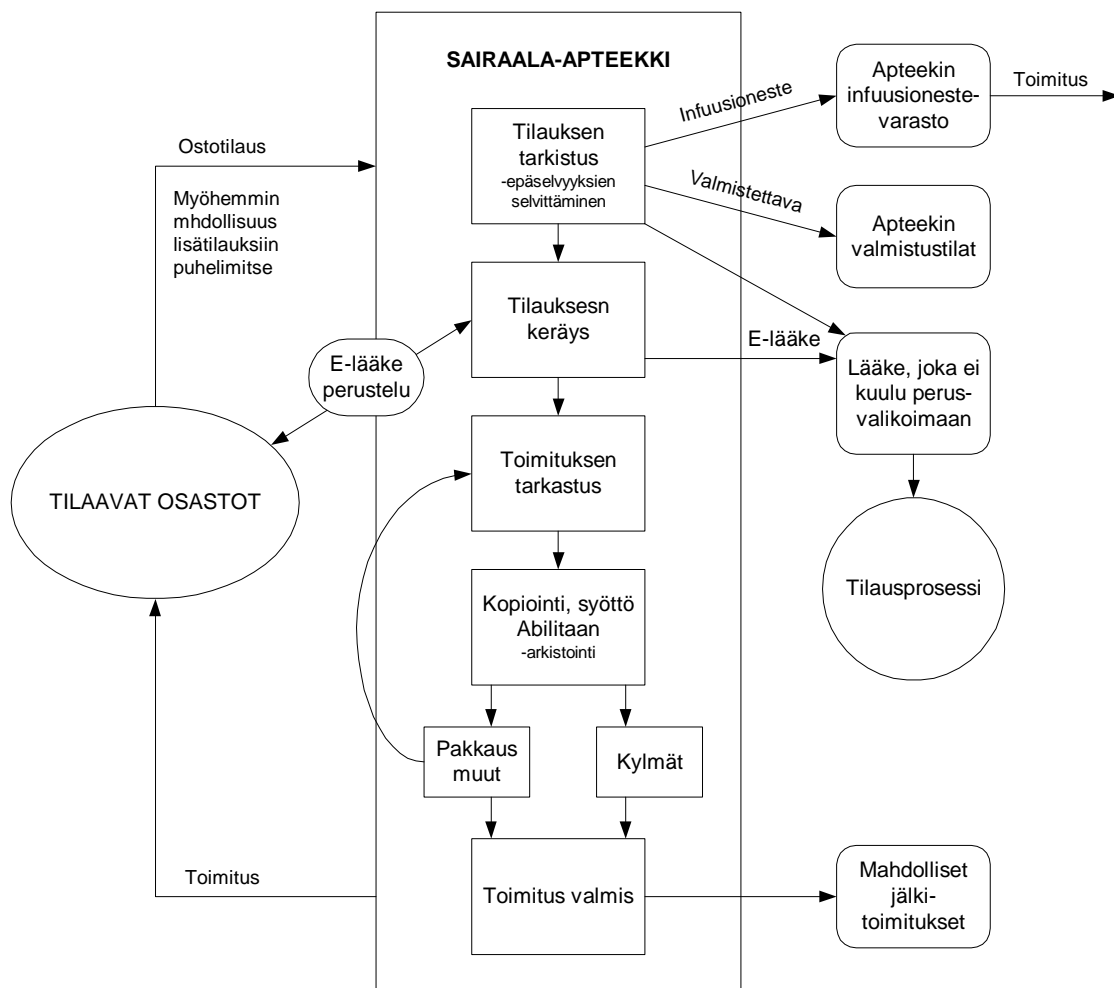 SAIRAALA-APTEEKKI
Ostotilaus
Myöhemmin
mhdollisuus
lisätilauksiin
puhelimitse
Tilauksen
tarkistus
-epäselvyyksien
selvittäminen
Infuusioneste
Apteekin
infuusioneste-
varasto
Toimitus
Valmistettava
Apteekin
valmistustilat
Tilauksesn
keräys
E-lääke
perustelu
E-lääke
Lääke, joka ei
kuulu perus-
valikoimaan
TILAAVAT OSASTOT
Toimituksen
tarkastus
Tilausprosessi
Kopiointi, syöttö
Abilitaan
-arkistointi
Pakkaus
muut
Kylmät
Toimitus
Toimitus valmis
Mahdolliset
jälki-
toimitukset